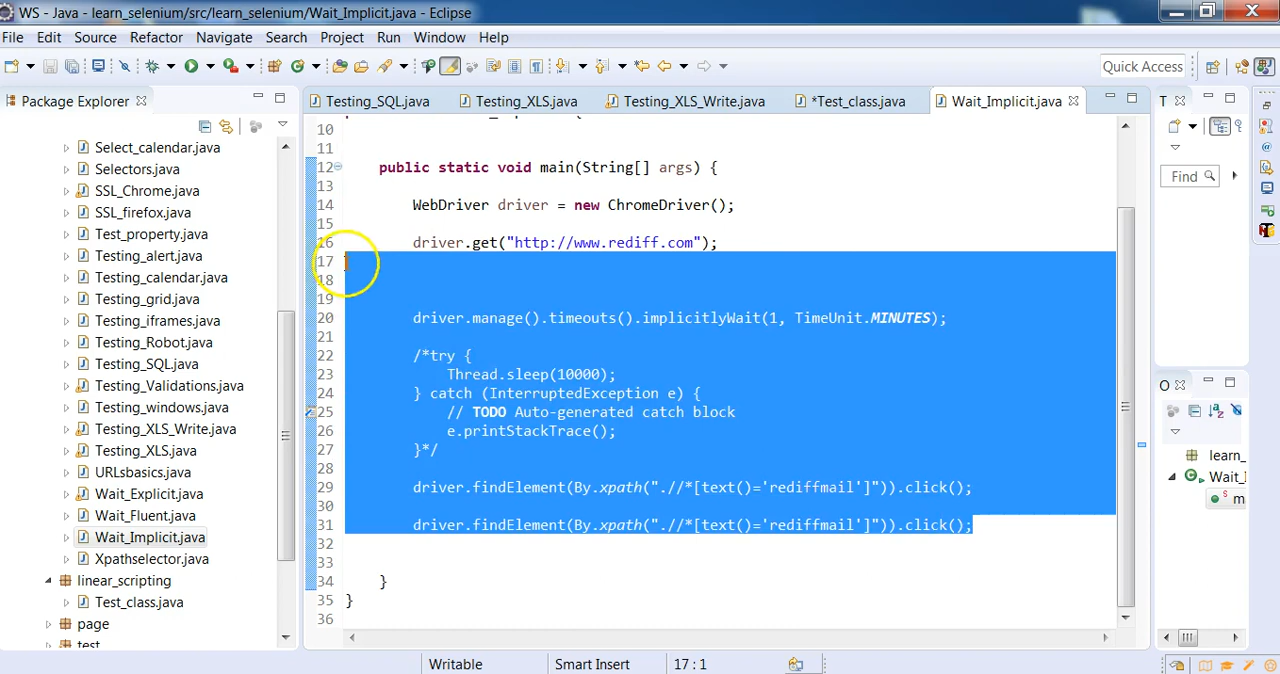 WS - Java - learn_selenium/src/learn_selenium/Wait_Implicit.java - Eclipse
File Edit Source Refactor Navigate Search Project Run Window Help
Quick Access
Package Explorer
Testing_SQL.java Testing_XLS.java Testing_XLS_Write.java *Test_class.java Wait_Implicit.java T
Select_calendar.java
Selectors.java
SSL_Chrome.java
SSL_firefox.java
Test_property.java
Testing_alert.java
Testing_calendar.java
Testing_grid.java
Testing_iframes.java
Testing_Robot.java
Testing_SQL.java
Testing_Validations.java
Testing_windows.java
Testing_XLS_Write.java
Testing_XLS.java
URLsbasics.java
Wait_Explicit.java
Wait_Fluent.java
Wait_Implicit.java
Xpathselector.java
linear_scripting
Test_class.java
page
test
10
11
12 public static void main(String[] args) {
13
14 WebDriver driver = new ChromeDriver();
15
16 driver.get("http://www.rediff.com");
17
18
19
20 driver.manage().timeouts().implicitlyWait(1, TimeUnit.MINUTES);
21
22 /*try {
23 Thread.sleep(10000);
24 } catch (InterruptedException e) {
25 // TODO Auto-generated catch block
26 e.printStackTrace();
27 }*/
28
29 driver.findElement(By.xpath(".//*[text()='rediffmail']")).click();
30
31 driver.findElement(By.xpath(".//*[text()='rediffmail']")).click();
32
33
34 }
35 }
36
Find
O
learn_
Wait_I
m
Writable Smart Insert 17 : 1